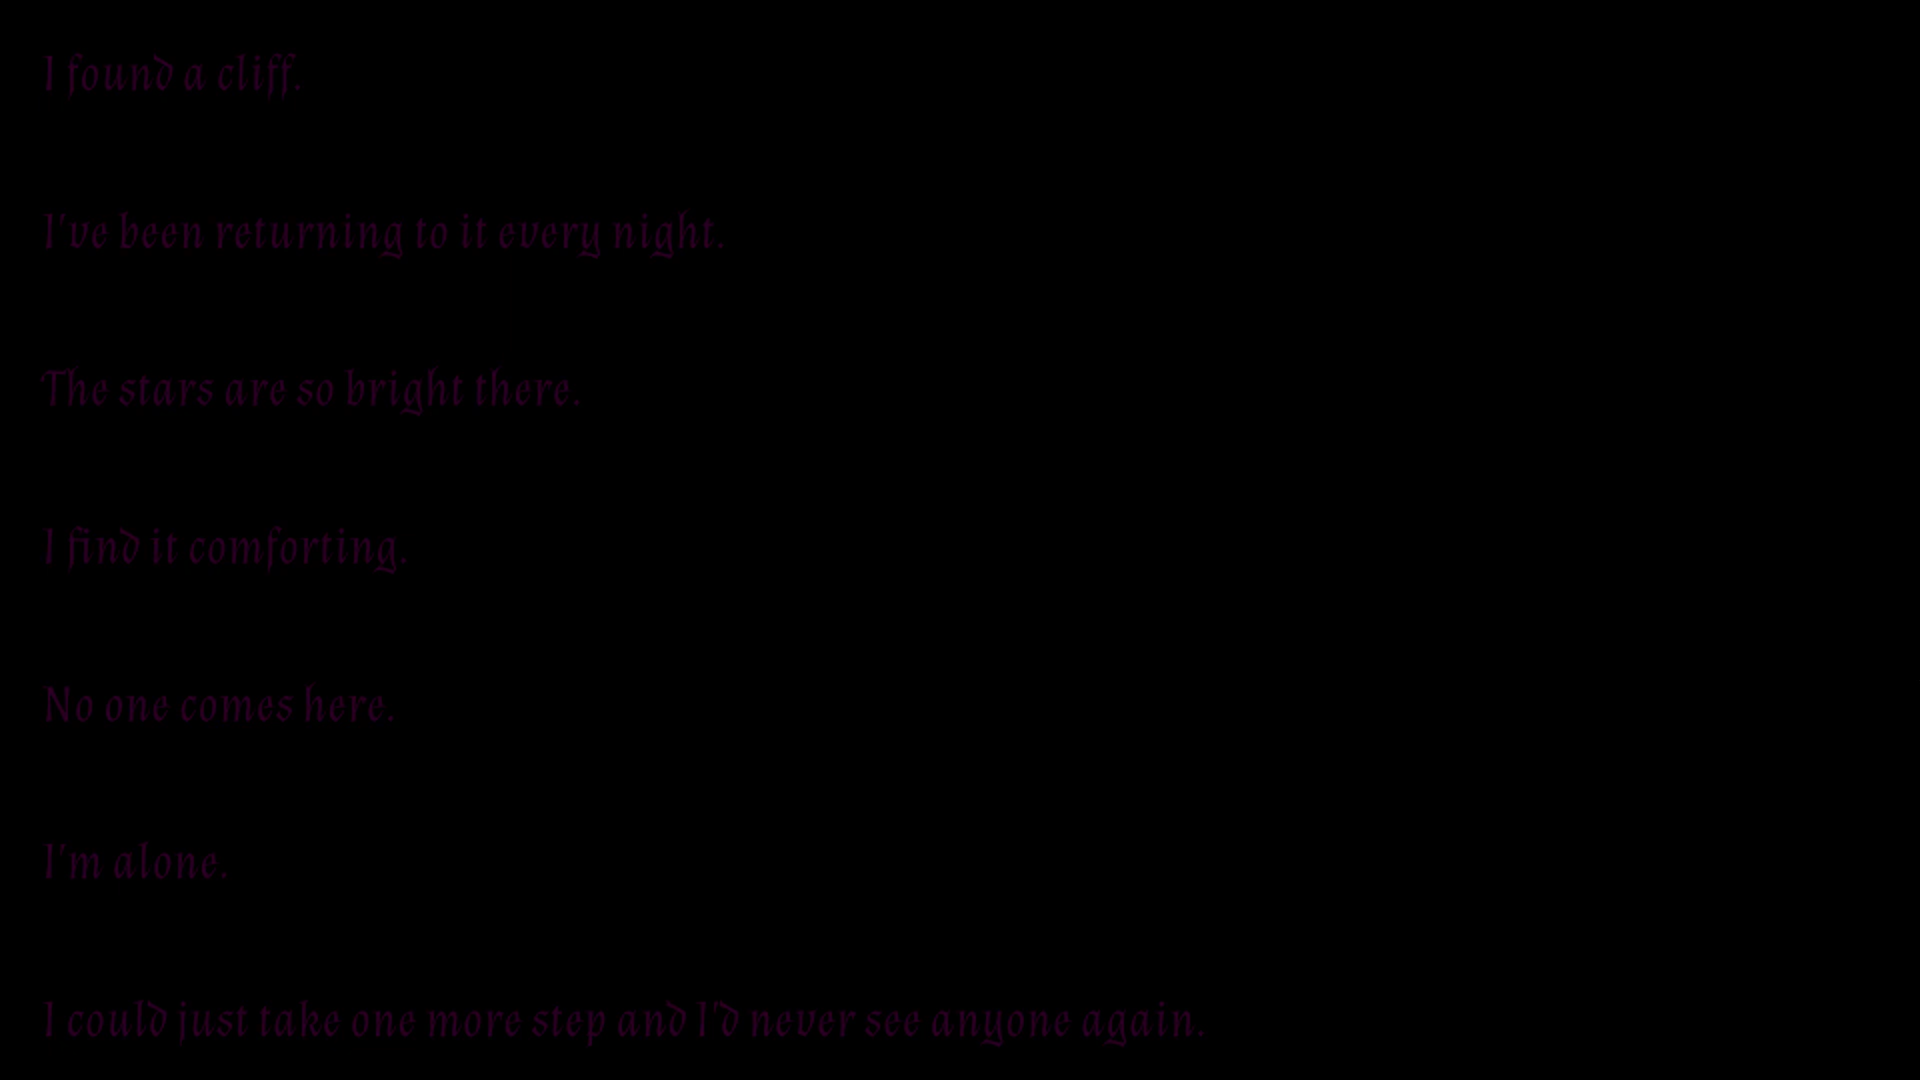 I found a cliff.
I've been returning to it every night.
The stars are so bright there.
I find it comforting.
No one comes here.
I'm alone.
I could just take one more step and I'd never see anyone again.